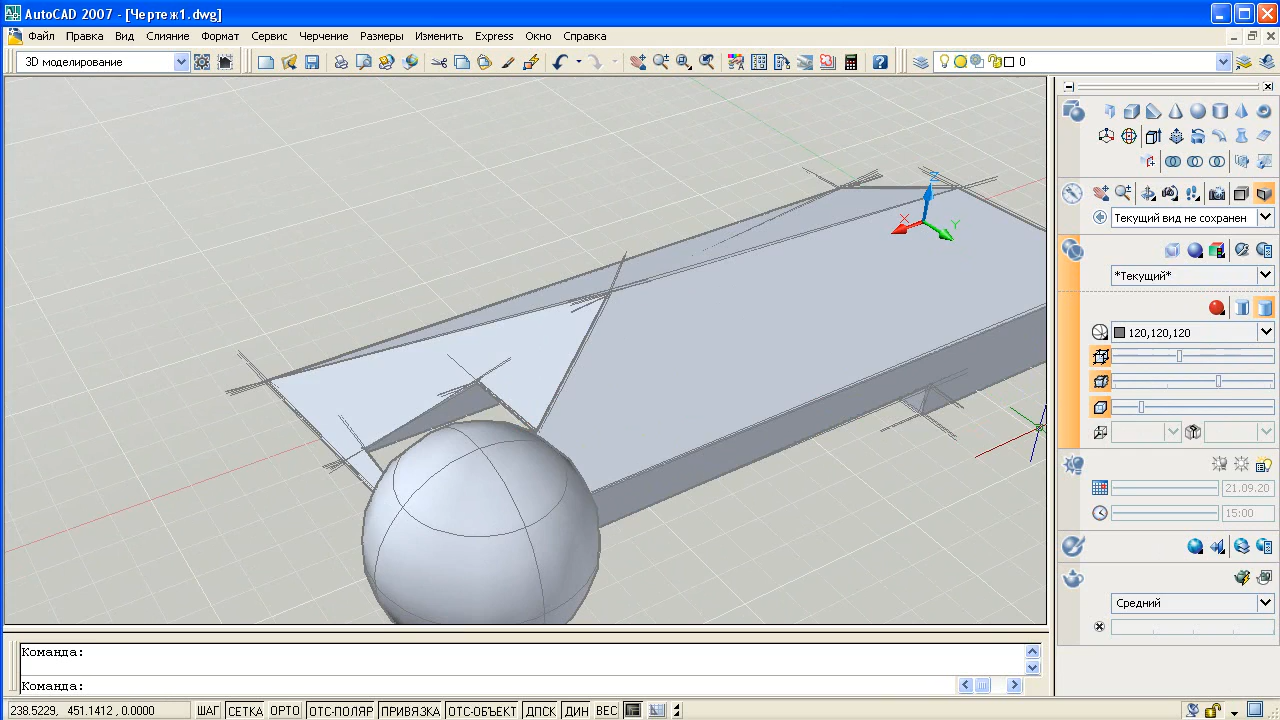 AutoCAD 2007 - [Чертеж1.dwg]
Файл Правка Вид Слияние Формат Сервис Черчение Размеры Изменить Express Окно Справка
3D моделирование
0
Z
X
Y
Текущий вид не сохранен
*Текущий*
120,120,120
21.09.20
15:00
Средний
Команда:
Команда:
238.5229, 451.1412 , 0.0000 ШАГ СЕТКА ОРТО ОТС-ПОЛЯР ПРИВЯЗКА ОТС-ОБЪЕКТ ДПСК ДИН ВЕС